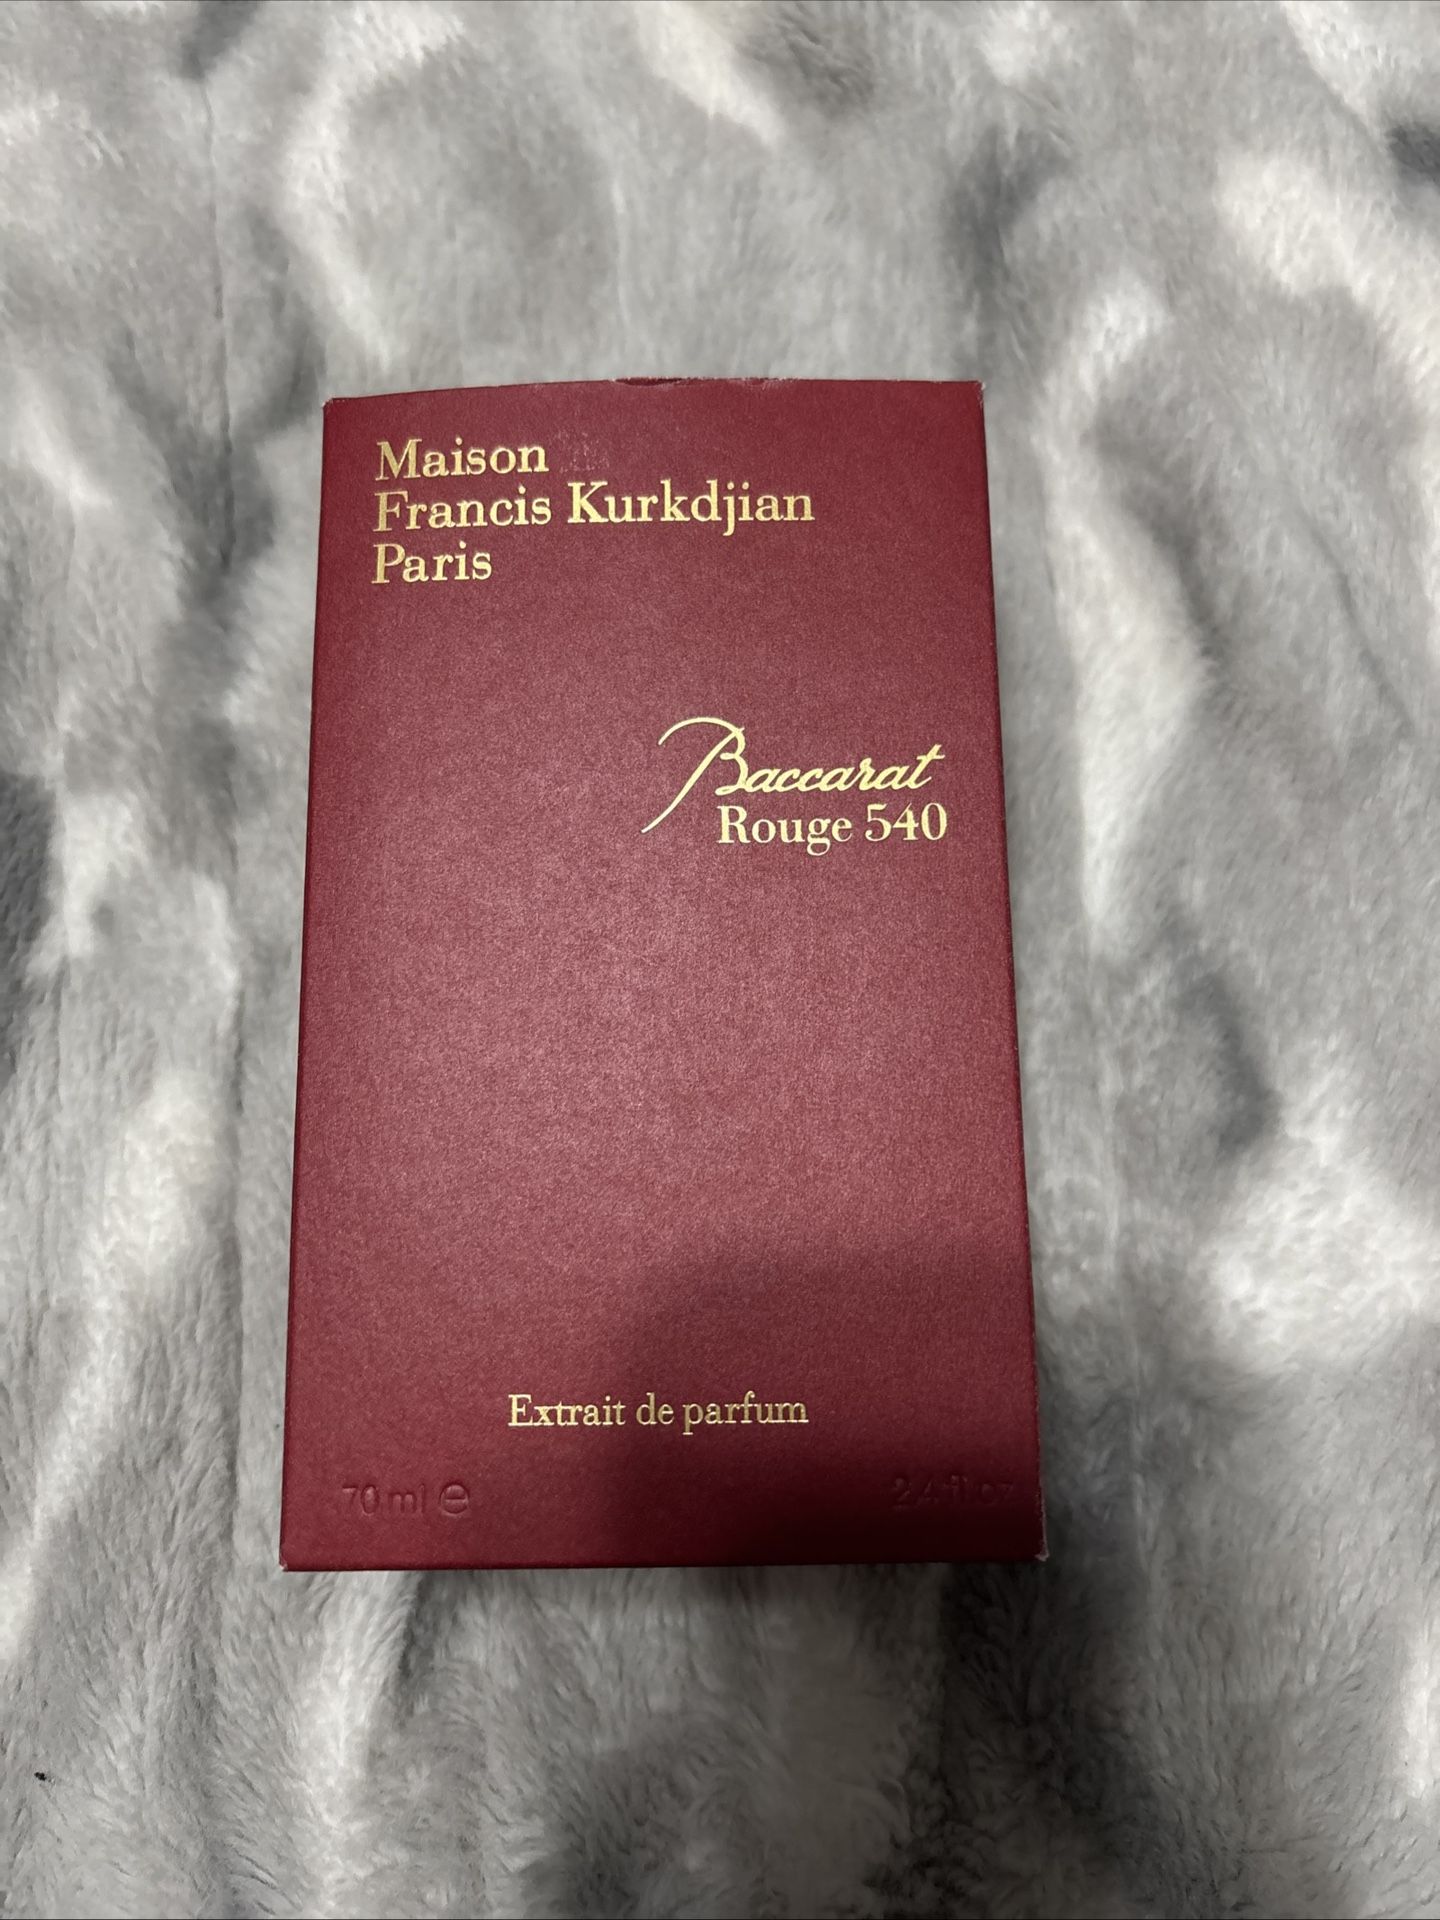 Maison
Francis Kurkdjian
Paris
Baccarat
Rouge 540
Extrait de parfum
70 ml ℮
2.4 fl.oz